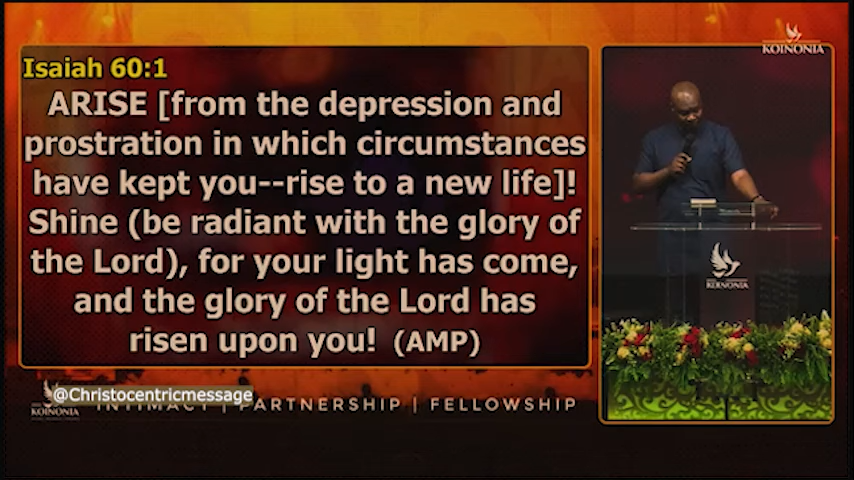 KOINONIA
Isaiah 60:1
ARISE [from the depression and
prostration in which circumstances
have kept you--rise to a new life]!
Shine (be radiant with the glory of
the Lord), for your light has come,
and the glory of the Lord has
risen upon you! (AMP)
KOINONIA
@Christocentricmessage
KOINONIA
INTIMACY | PARTNERSHIP | FELLOWSHIP